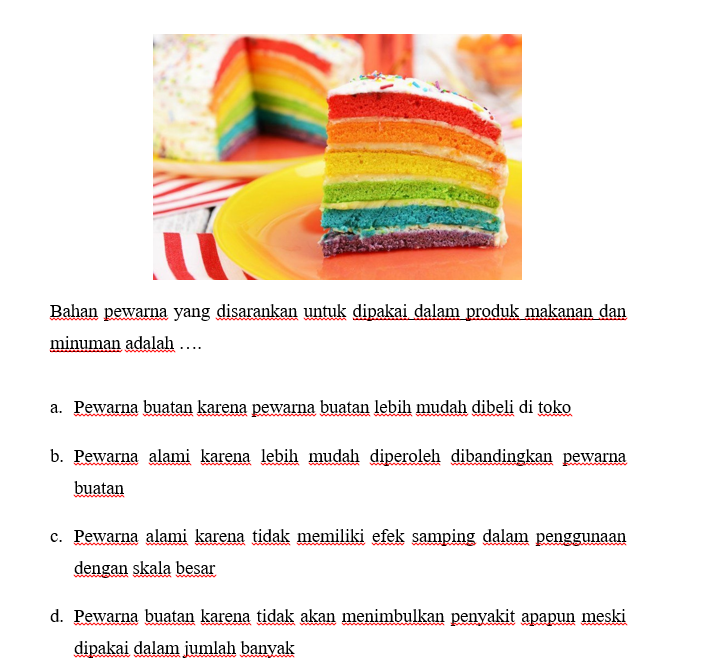 Bahan pewarna yang disarankan untuk dipakai dalam produk makanan dan
minuman adalah ….
a. Pewarna buatan karena pewarna buatan lebih mudah dibeli di toko
b. Pewarna alami karena lebih mudah diperoleh dibandingkan pewarna
buatan
c. Pewarna alami karena tidak memiliki efek samping dalam penggunaan
dengan skala besar
d. Pewarna buatan karena tidak akan menimbulkan penyakit apapun meski
dipakai dalam jumlah banyak